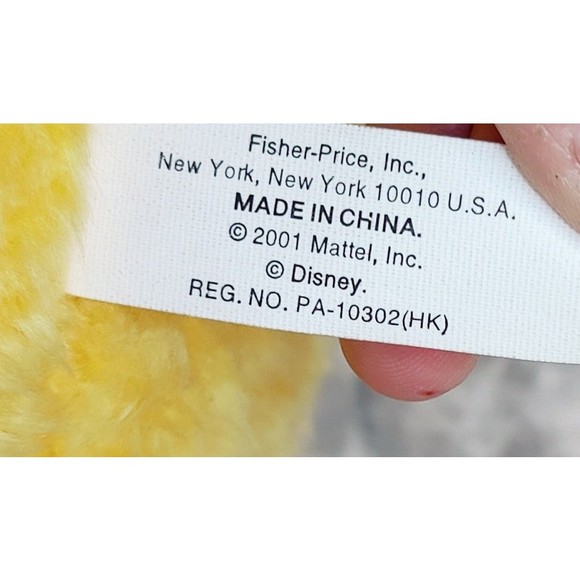 Fisher-Price, Inc.,
New York, New York 10010 U.S.A.
MADE IN CHINA.
© 2001 Mattel, Inc.
© Disney.
REG. NO. PA-10302(HK)